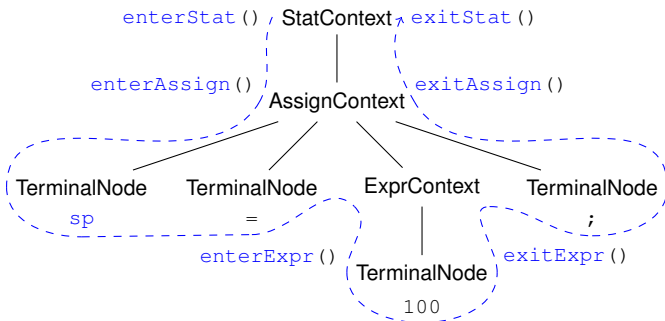 enterStat() StatContext exitStat()
enterAssign() exitAssign()
AssignContext
TerminalNode TerminalNode ExprContext TerminalNode
sp = ;
enterExpr() exitExpr()
TerminalNode
100